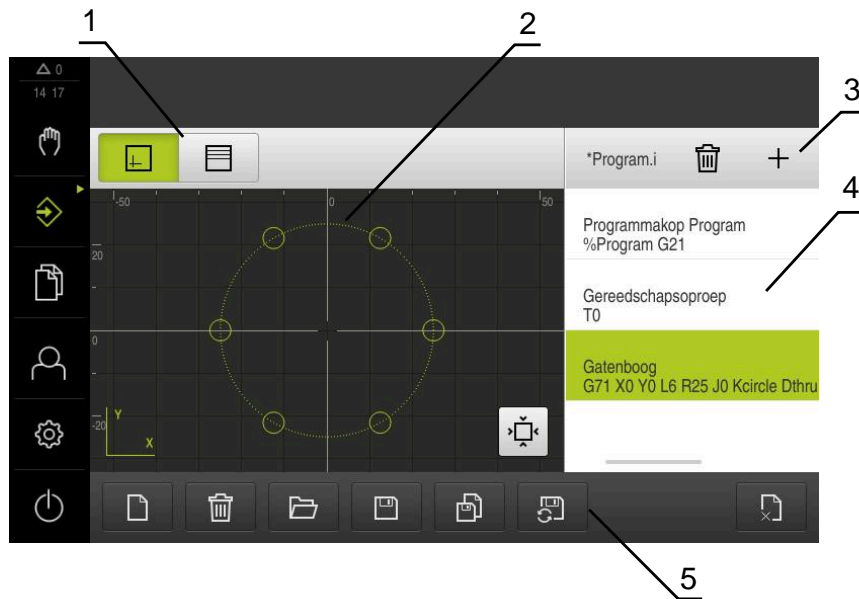 1
2
3
4
5
0
14 17
*Program.i
-50
0
50
20
0
-20
Y
X
Programmakop Program
%Program G21
Gereedschapsoproep
T0
Gatenboog
G71 X0 Y0 L6 R25 J0 Kcircle Dthru